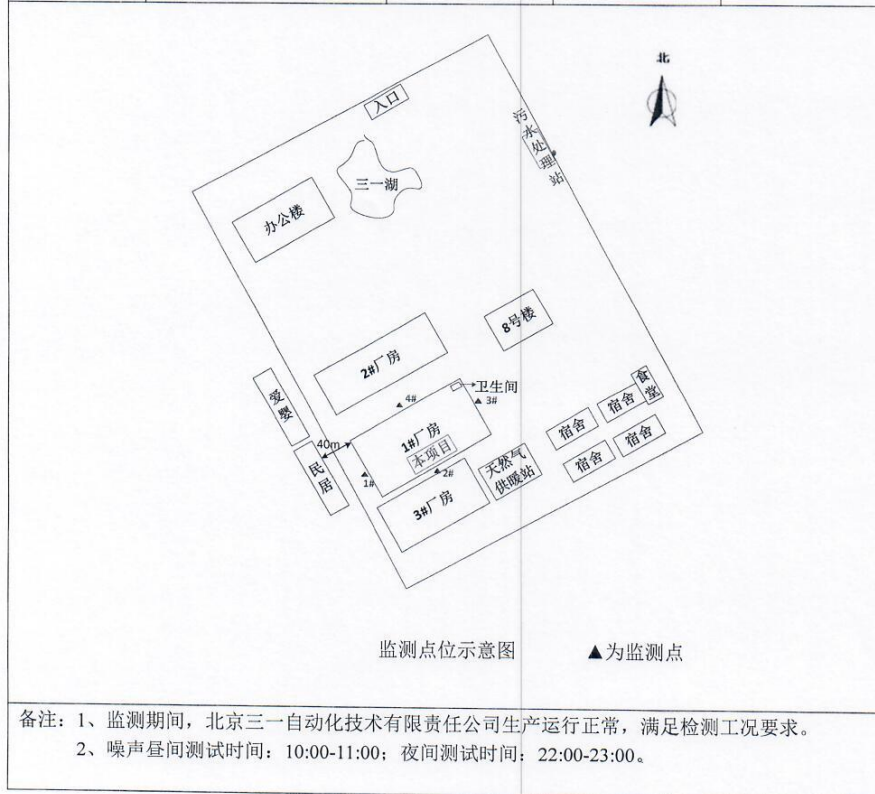 北
入口
污水处理站
三一湖
办公楼
8号楼
2#厂房
卫生间
食堂
爱婴
4#
3#
宿舍
1#厂房
宿舍
宿舍
40m
本项目
民居
2#
天然气
供暖站
宿舍
1#
3#厂房
监测点位示意图
▲为监测点
备注：1、监测期间，北京三一自动化技术有限责任公司生产运行正常，满足检测工况要求。
2、噪声昼间测试时间：10:00-11:00；夜间测试时间：22:00-23:00。